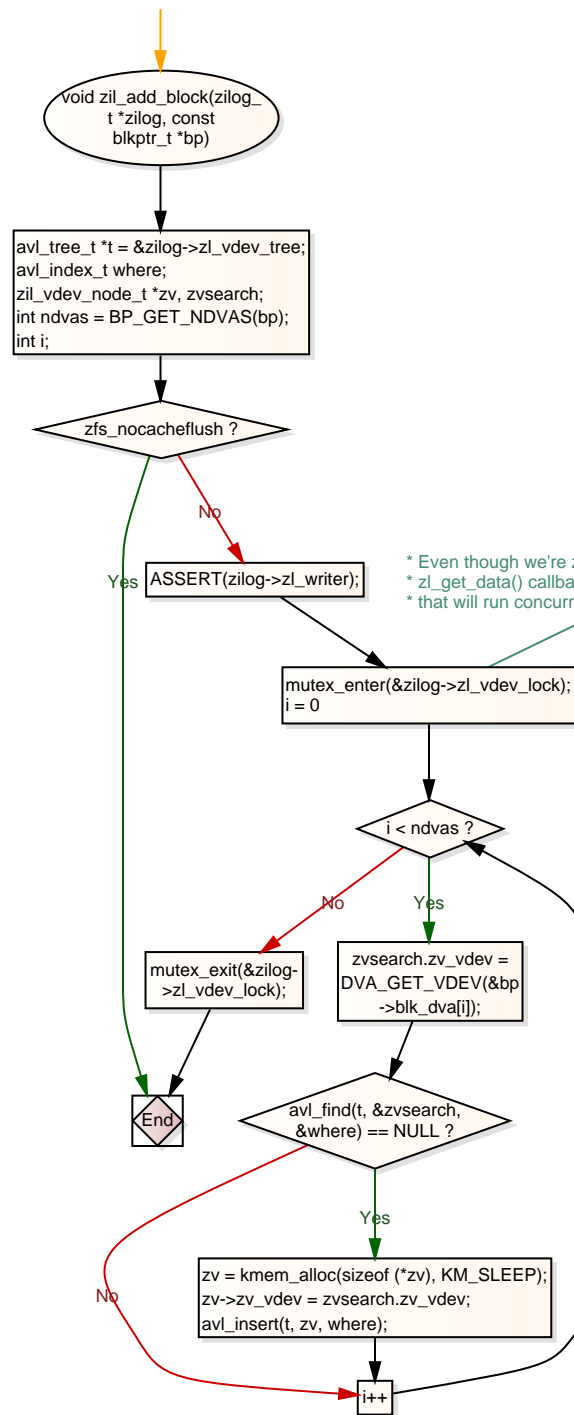 void zil_add_block(zilog_
t *zilog, const
blkptr_t *bp)
avl_tree_t *t = &zilog->zl_vdev_tree;
avl_index_t where;
zil_vdev_node_t *zv, zvsearch;
int ndvas = BP_GET_NDVAS(bp);
int i;
zfs_nocacheflush ?
No
Yes
ASSERT(zilog->zl_writer);
* Even though we're
* zl_get_data()
* that will run
mutex_enter(&zilog->zl_vdev_lock);
i = 0
i < ndvas ?
No
Yes
mutex_exit(&zilog-
>zl_vdev_lock);
zvsearch.zv_vdev =
DVA_GET_VDEV(&bp
->blk_dva[i]);
End
avl_find(t, &zvsearch,
&where) == NULL ?
Yes
No
zv = kmem_alloc(sizeof (*zv), KM_SLEEP);
zv->zv_vdev = zvsearch.zv_vdev;
avl_insert(t, zv, where);
i++